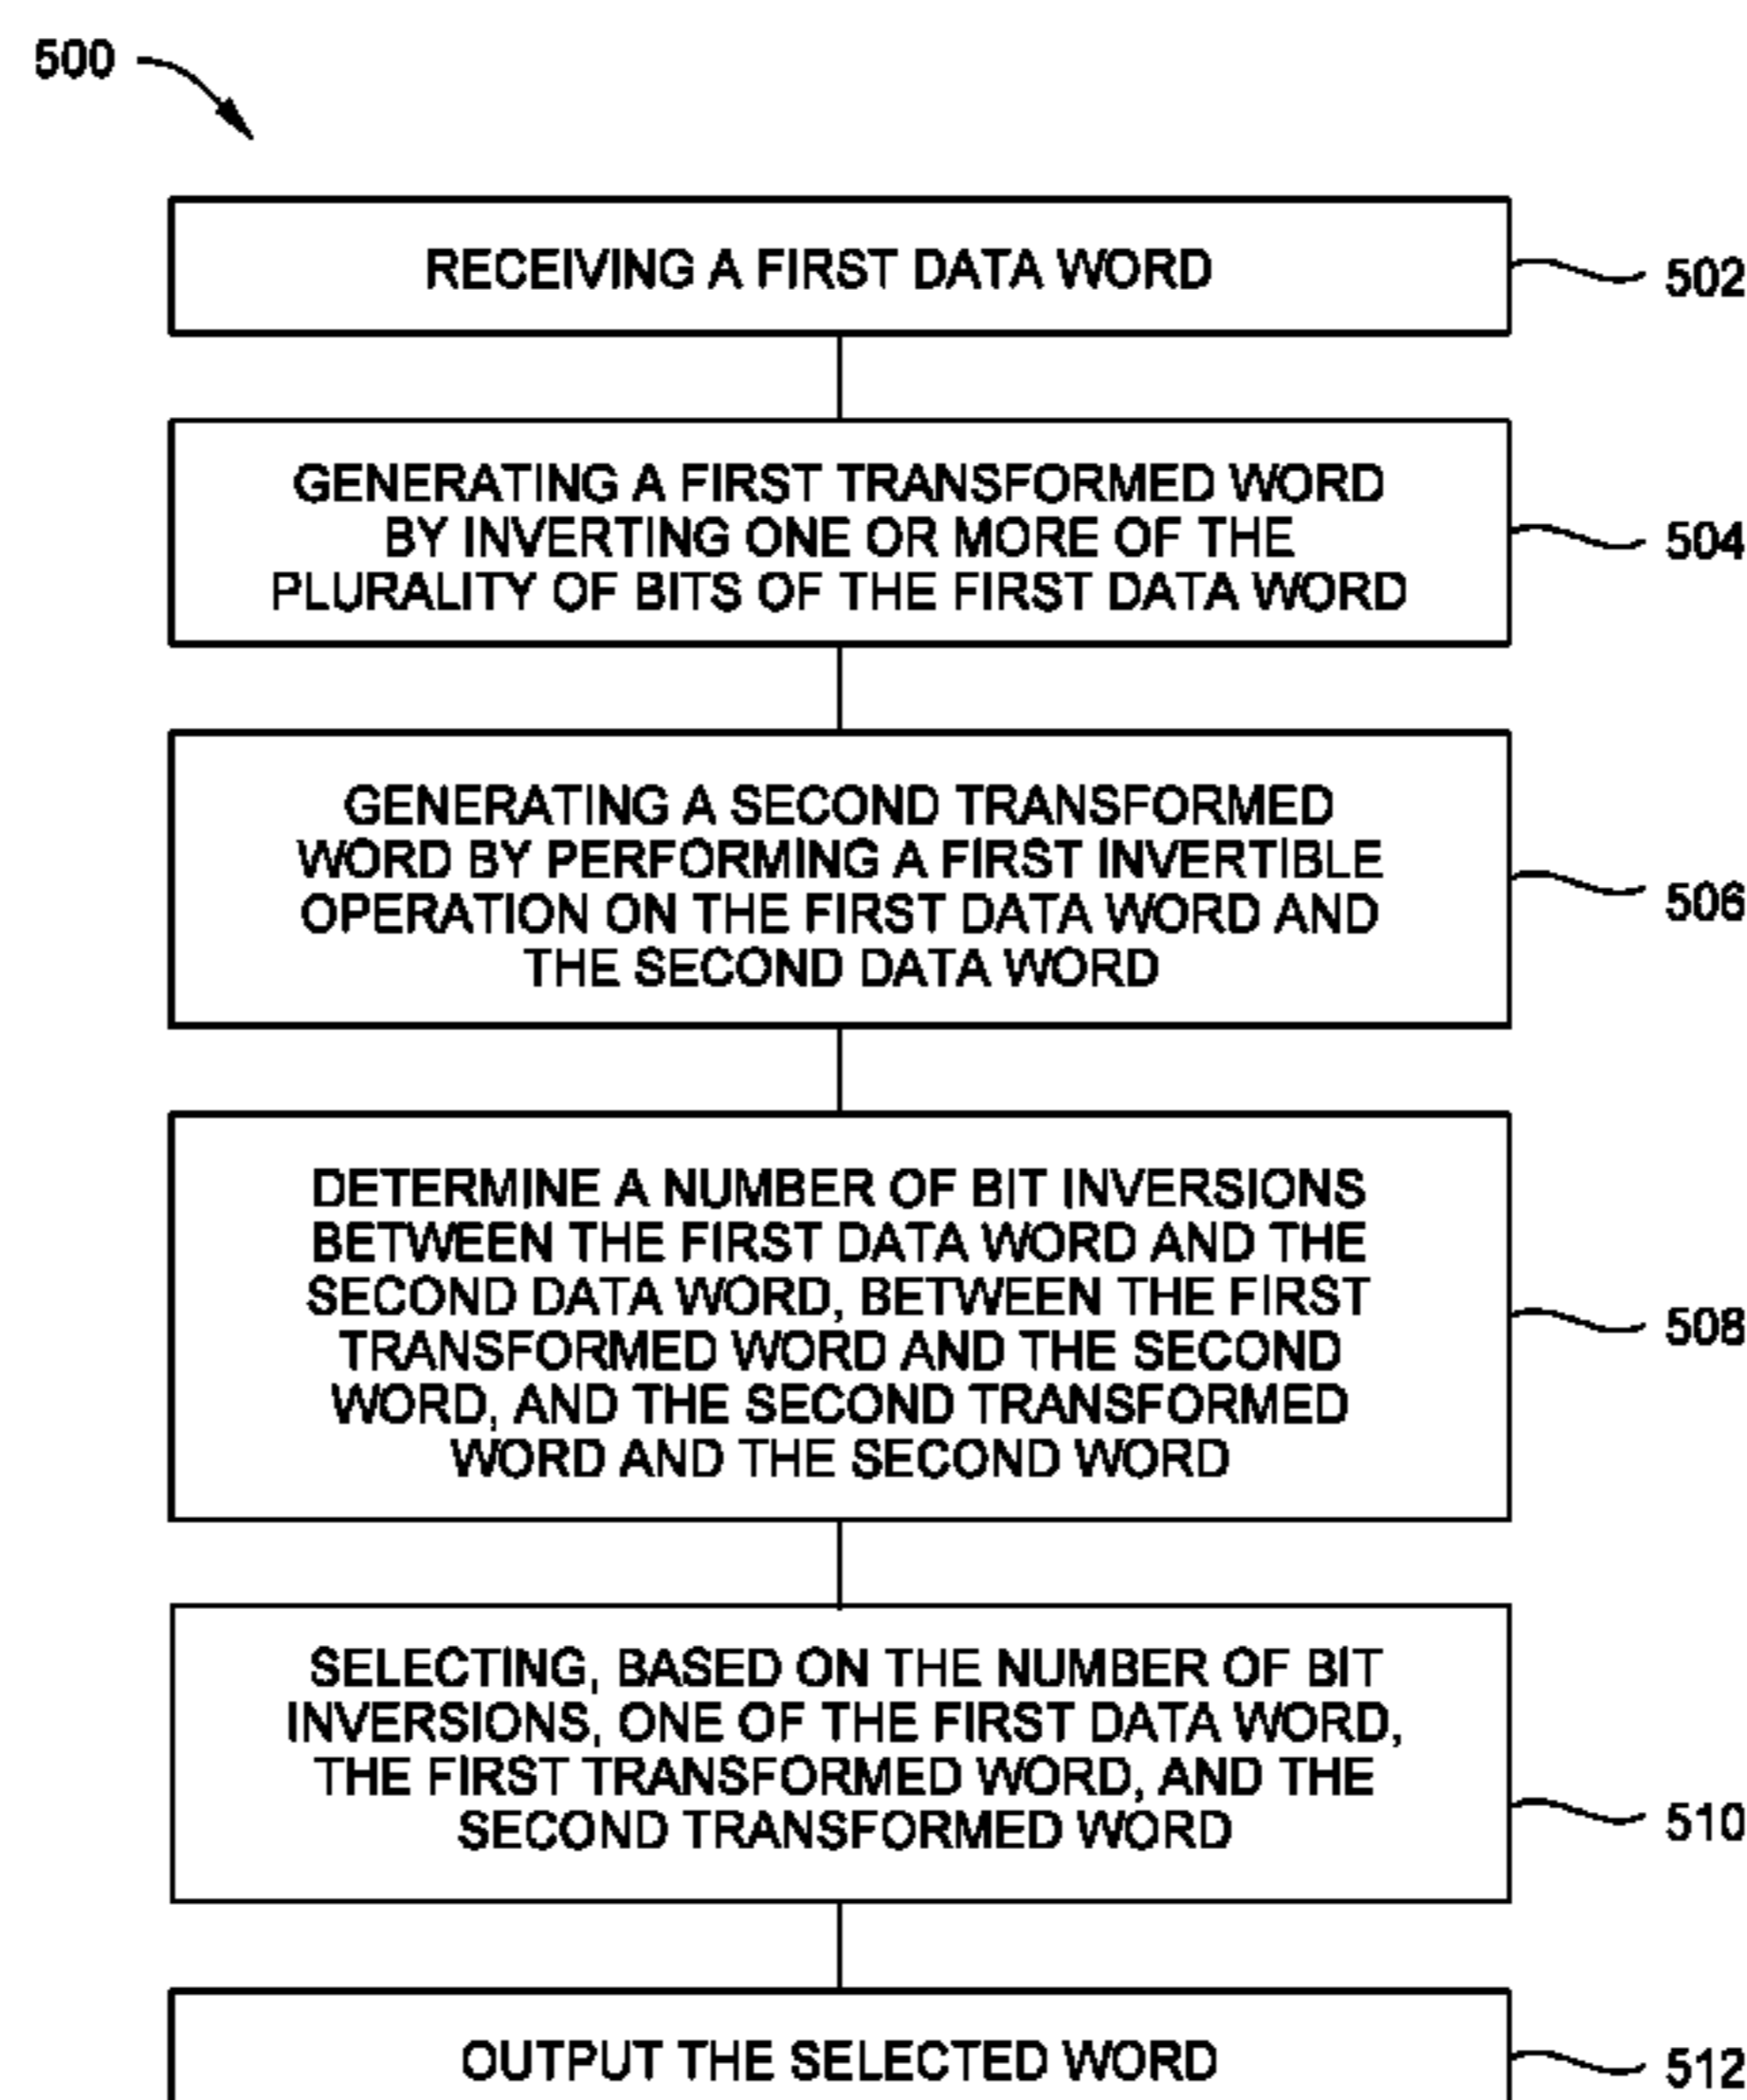 500
RECEIVING A FIRST DATA WORD
502
GENERATING A FIRST TRANSFORMED WORD
BY INVERTING ONE OR MORE OF THE
PLURALITY OF BITS OF THE FIRST DATA WORD
504
GENERATING A SECOND TRANSFORMED
WORD BY PERFORMING A FIRST INVERTIBLE
OPERATION ON THE FIRST DATA WORD AND
THE SECOND DATA WORD
506
DETERMINE A NUMBER OF BIT INVERSIONS
BETWEEN THE FIRST DATA WORD AND THE
SECOND DATA WORD, BETWEEN THE FIRST
TRANSFORMED WORD AND THE SECOND
WORD, AND THE SECOND TRANSFORMED
WORD AND THE SECOND WORD
508
SELECTING, BASED ON THE NUMBER OF BIT
INVERSIONS, ONE OF THE FIRST DATA WORD,
THE FIRST TRANSFORMED WORD, AND THE
SECOND TRANSFORMED WORD
510
OUTPUT THE SELECTED WORD
512